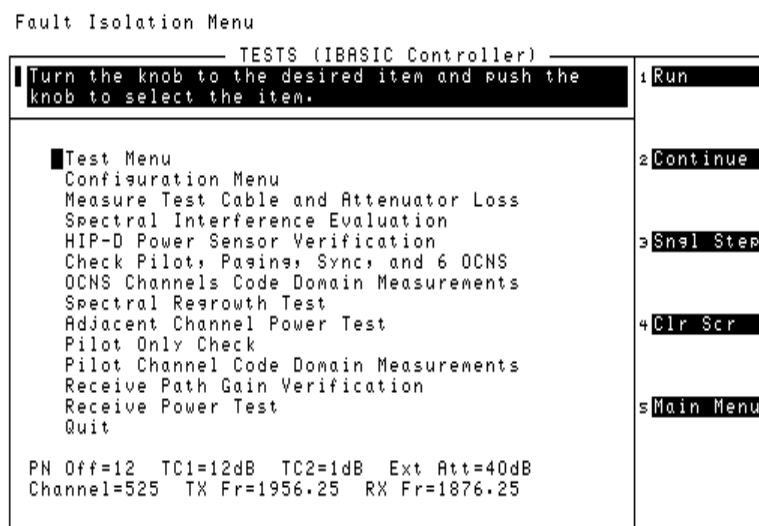 Fault Isolation Menu
TESTS (IBASIC Controller)
Turn the knob to the desired item and push the
knob to select the item.
1 Run
Test Menu
2 Continue
Configuration Menu
Measure Test Cable and Attenuator Loss
Spectral Interference Evaluation
HIP-D Power Sensor Verification
3 Sngl Step
Check Pilot, Paging, Sync, and 6 OCNS
OCNS Channels Code Domain Measurements
Spectral Regrowth Test
Adjacent Channel Power Test
4 Clr Scr
Pilot Only Check
Pilot Channel Code Domain Measurements
Receive Path Gain Verification
Receive Power Test
5 Main Menu
Quit
PN Off=12 TC1=12dB TC2=1dB Ext Att=40dB
Channel=525 TX Fr=1956.25 RX Fr=1876.25